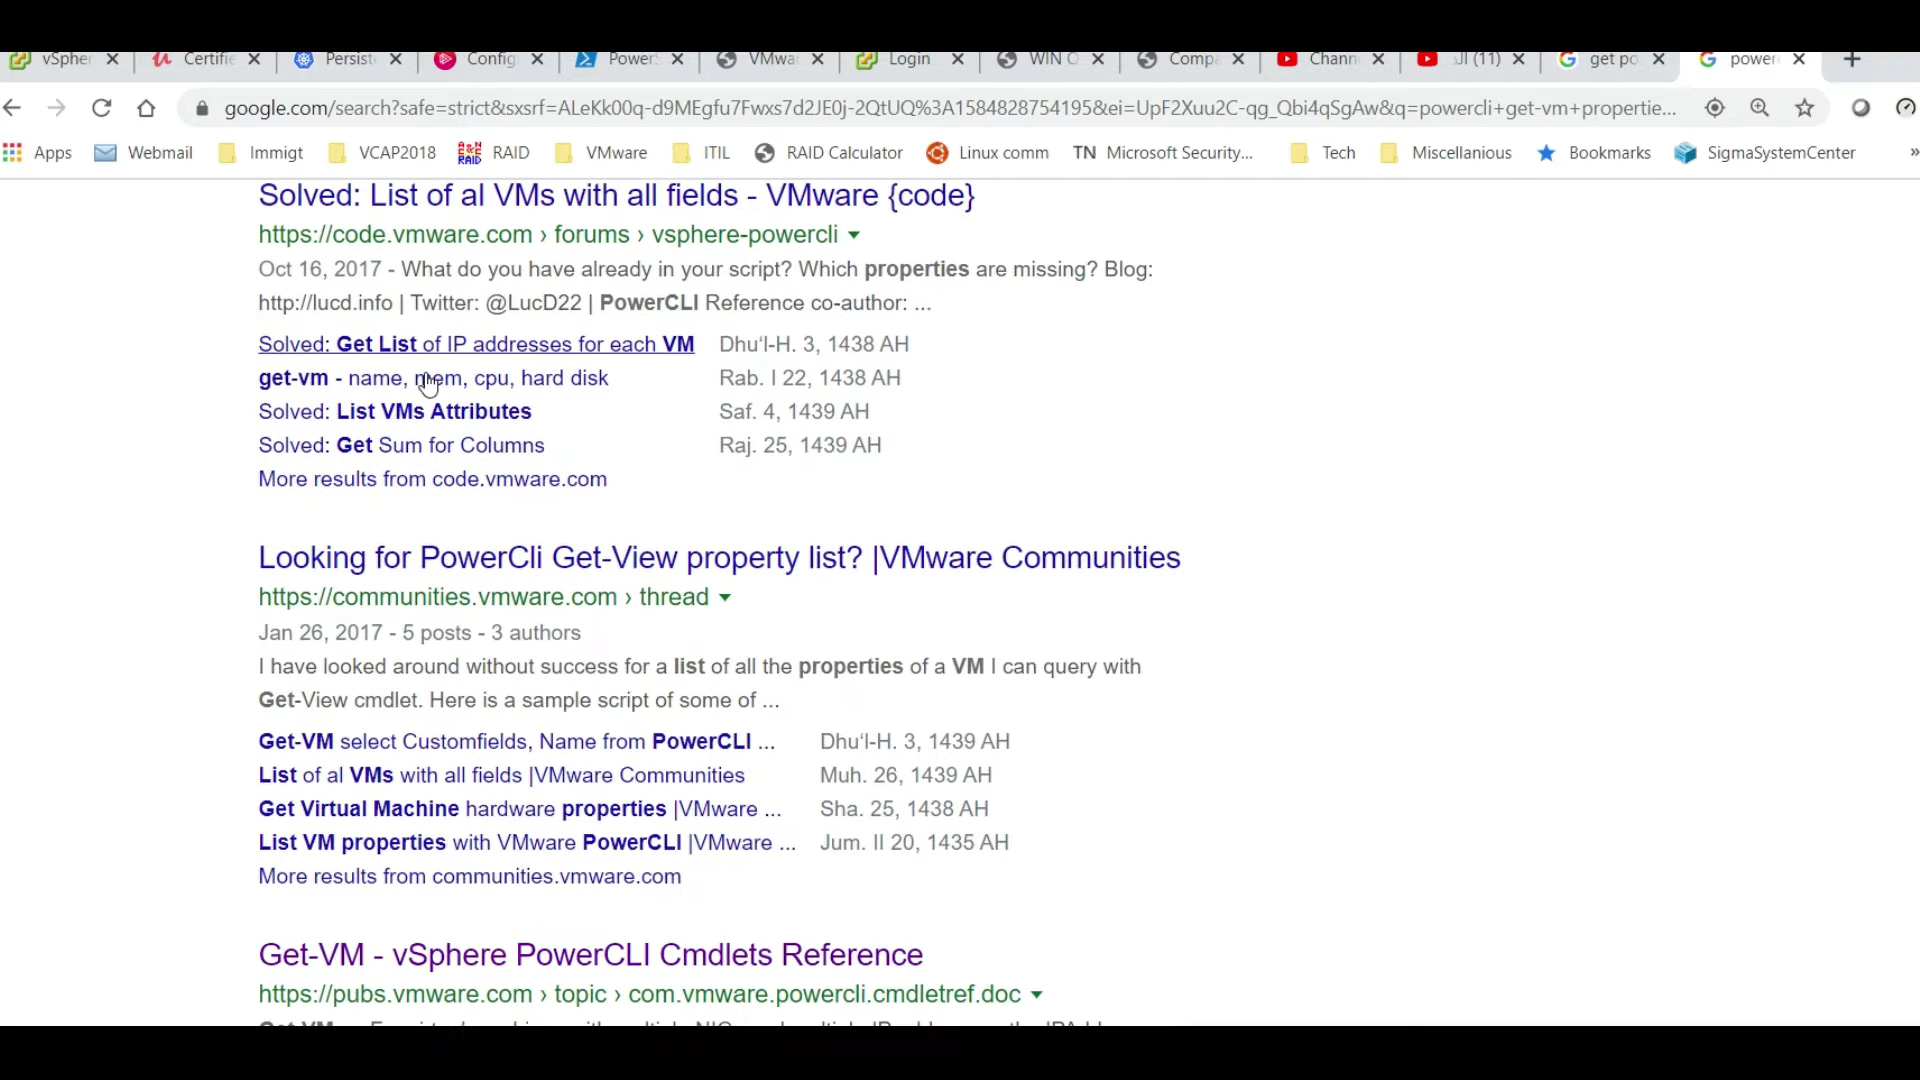 vSpher
Certifie
Persist
Config
PowerS
VMwa
Login
WIN O
Compa
Chann
JI (11)
get po
power
google.com/search?safe=strict&sxsrf=ALeKk00q-d9MEgfu7Fwxs7d2JE0j-2QtUQ%3A1584828754195&ei=UpF2Xuu2C-qg_Qbi4qSgAw&q=powercli+get-vm+propertie...
Apps Webmail Immigt VCAP2018 RAID VMware ITIL RAID Calculator Linux comm TN Microsoft Security... Tech Miscellanious Bookmarks SigmaSystemCenter »
Solved: List of al VMs with all fields - VMware {code}
https://code.vmware.com › forums › vsphere-powercli
Oct 16, 2017 - What do you have already in your script? Which properties are missing? Blog:
http://lucd.info | Twitter: @LucD22 | PowerCLI Reference co-author: ...
Solved: Get List of IP addresses for each VM Dhuʻl-H. 3, 1438 AH
get-vm - name, mem, cpu, hard disk Rab. I 22, 1438 AH
Solved: List VMs Attributes Saf. 4, 1439 AH
Solved: Get Sum for Columns Raj. 25, 1439 AH
More results from code.vmware.com
Looking for PowerCli Get-View property list? |VMware Communities
https://communities.vmware.com › thread
Jan 26, 2017 - 5 posts - 3 authors
I have looked around without success for a list of all the properties of a VM I can query with
Get-View cmdlet. Here is a sample script of some of ...
Get-VM select Customfields, Name from PowerCLI ... Dhuʻl-H. 3, 1439 AH
List of al VMs with all fields |VMware Communities Muh. 26, 1439 AH
Get Virtual Machine hardware properties |VMware ... Sha. 25, 1438 AH
List VM properties with VMware PowerCLI |VMware ... Jum. II 20, 1435 AH
More results from communities.vmware.com
Get-VM - vSphere PowerCLI Cmdlets Reference
https://pubs.vmware.com › topic › com.vmware.powercli.cmdletref.doc